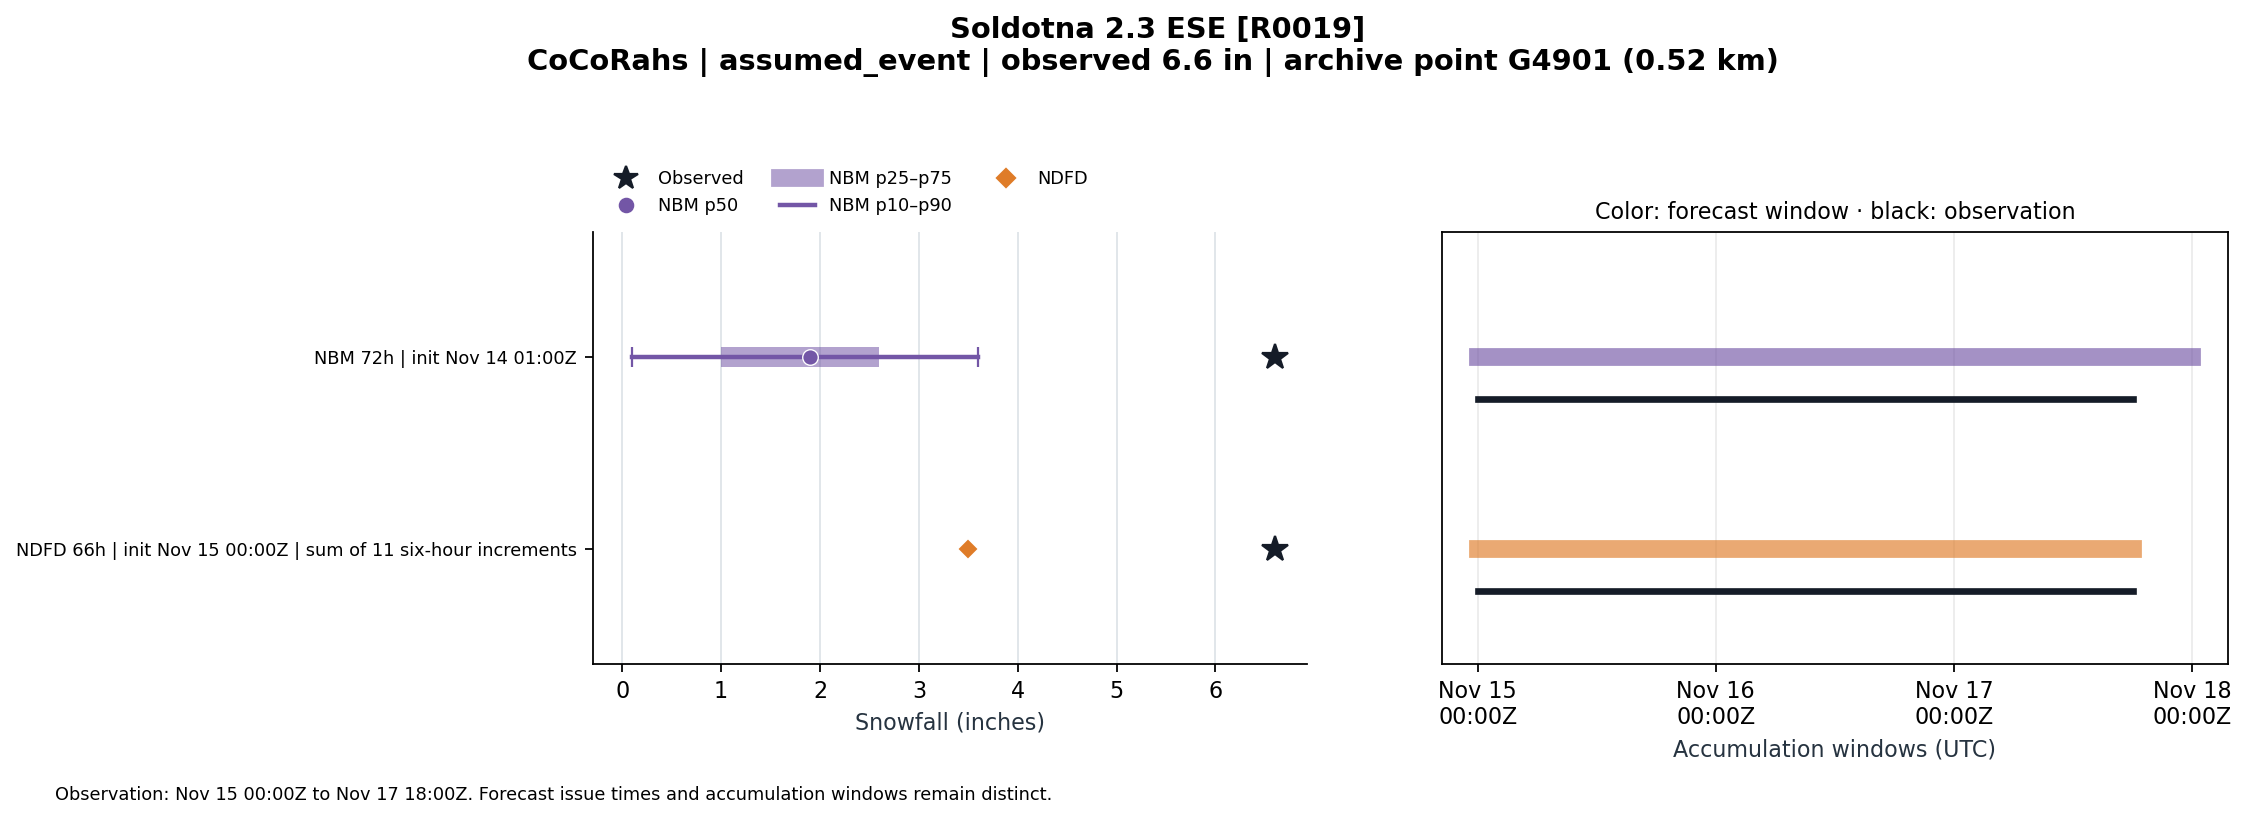 Soldotna 2.3 ESE [R0019]
CoCoRahs | assumed_event | observed 6.6 in | archive point G4901 (0.52 km)
Observed
NBM p50
NBM p25–p75
NBM p10–p90
NDFD
NBM 72h | init Nov 14 01:00Z
NDFD 66h | init Nov 15 00:00Z | sum of 11 six-hour increments
0 1 2 3 4 5 6
Snowfall (inches)
Color: forecast window · black: observation
Nov 15 Nov 16 Nov 17 Nov 18
00:00Z 00:00Z 00:00Z 00:00Z
Accumulation windows (UTC)
Observation: Nov 15 00:00Z to Nov 17 18:00Z. Forecast issue times and accumulation windows remain distinct.